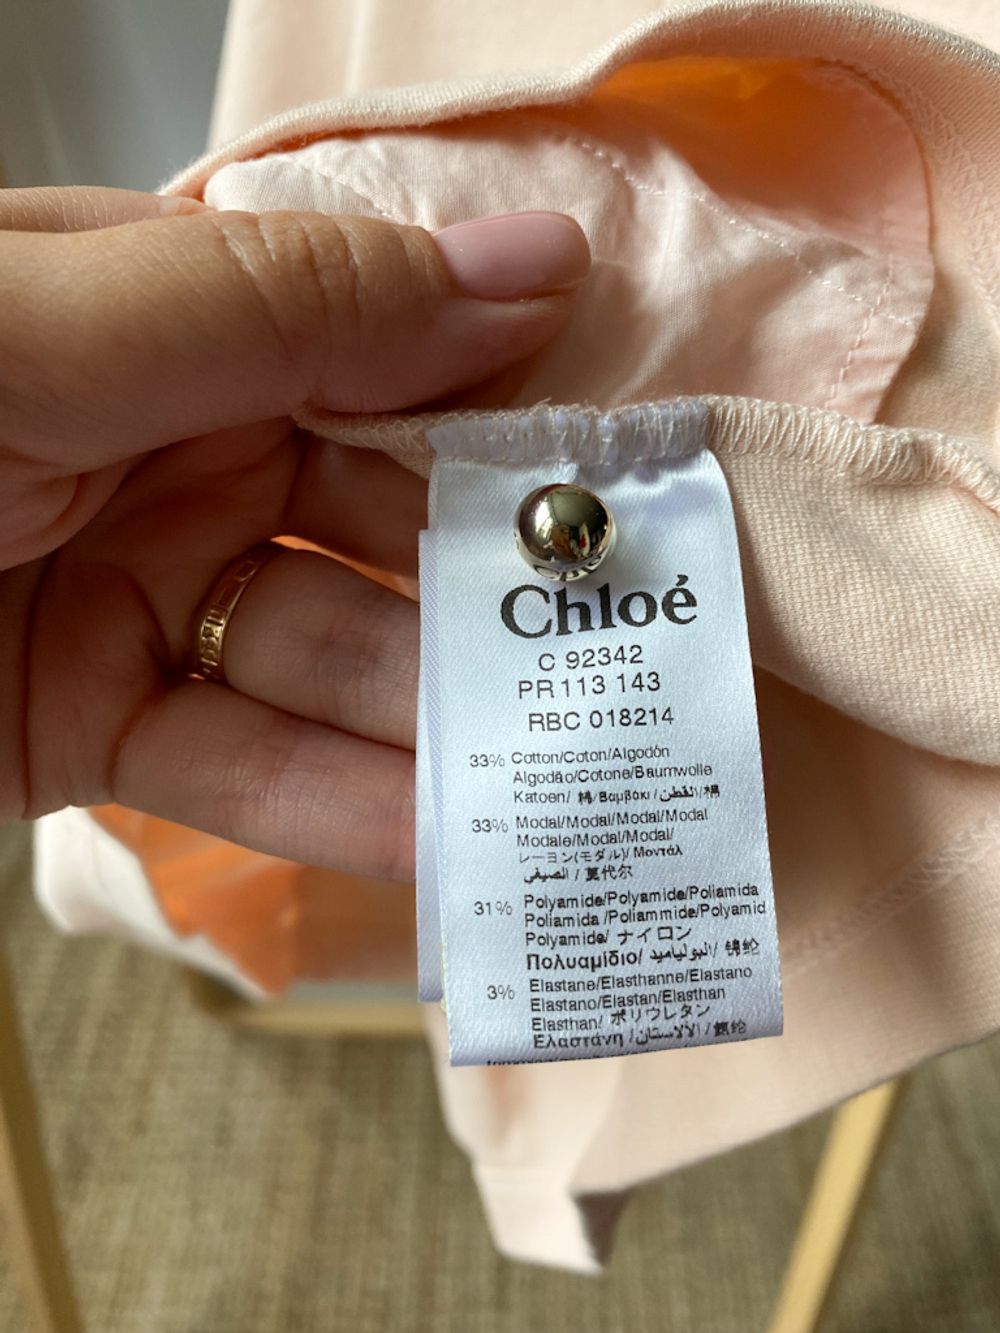 Chloé
C 92342
PR 113 143
RBC 018214
33% Cotton/Coton/Algodón
Algodão/Cotone/Baumwolle
Katoen/ 棉/Βαμβάκι/القطن/綿
33% Modal/Modal/Modal/Modal
Modale/Modal/Modal/
レーヨン(モダル)/ Μοντάλ
الصيفي / 莫代尔
31% Polyamide/Polyamide/Poliamida
Poliamida /Poliammide/Polyamid
Polyamide/ ナイロン
Πολυαμίδιο/ البولياميد/ 锦纶
3% Elastane/Elasthanne/Elastano
Elastano/Elastan/Elasthan
Elasthan/ ポリウレタン
Ελαστάνη /الالاستان/